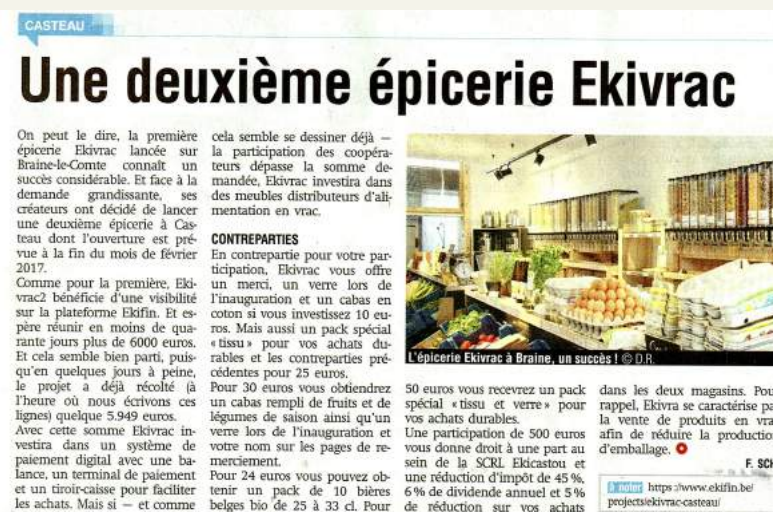 CASTEAU
Une deuxième épicerie Ekivrac
On peut le dire, la première
épicerie Ekivrac lancée sur
Braine-le-Comte connaît un
succès considérable. Et face à la
demande grandissante, ses
créateurs ont décidé de lancer
une deuxième épicerie à Cas-
teau dont l'ouverture est pré-
vue à la fin du mois de février
2017.
Comme pour la première, Eki-
vrac2 bénéficie d'une visibilité
sur la plateforme Ekifin. Et es-
père réunir en moins de qua-
rante jours plus de 6000 euros.
Et cela semble bien parti, puis-
qu'en quelques jours à peine,
le projet a déjà récolté (à
l'heure où nous écrivons ces
lignes) quelque 5.949 euros.
Avec cette somme Ekivrac in-
vestira dans un système de
paiement digital avec une ba-
lance, un terminal de paiement
et un tiroir-caisse pour faciliter
les achats. Mais si — et comme
cela semble se dessiner déjà —
la participation des coopéra-
teurs dépasse la somme de-
mandée, Ekivrac investira dans
des meubles distributeurs d'ali-
mentation en vrac.
CONTREPARTIES
En contrepartie pour votre par-
ticipation, Ekivrac vous offre
un merci, un verre lors de
l'inauguration et un cabas en
coton si vous investissez 10 eu-
ros. Mais aussi un pack spécial
«tissu» pour vos achats du-
rables et les contreparties pré-
cédentes pour 25 euros.
Pour 30 euros vous obtiendrez
un cabas rempli de fruits et de
légumes de saison ainsi qu'un
verre lors de l'inauguration et
votre nom sur les pages de re-
merciement.
Pour 24 euros vous pouvez ob-
tenir un pack de 10 bières
belges bio de 25 à 33 cl. Pour
L'épicerie Ekivrac à Braine, un succès ! © D.R.
50 euros vous recevrez un pack
spécial «tissu et verre» pour
vos achats durables.
Une participation de 500 euros
vous donne droit à une part au
sein de la SCRL Ekicastou et
une réduction d'impôt de 45 %,
6 % de dividende annuel et 5 %
de réduction sur vos achats
dans les deux magasins. Pou
rappel, Ekivra se caractérise pa
la vente de produits en vra
afin de réduire la production
d'emballage.
F. SCH
à noter https://www.ekifin.be/
projects/ekivrac-casteau/